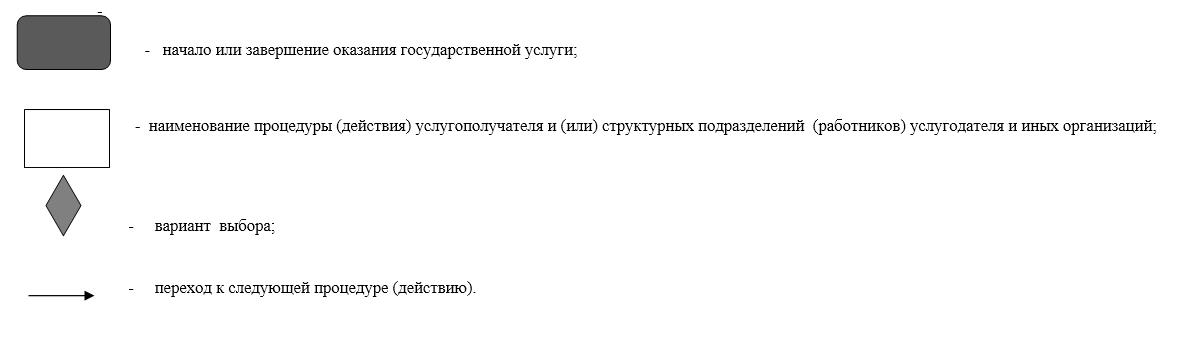 -
- начало или завершение оказания государственной услуги;
- наименование процедуры (действия) услугополучателя и (или) структурных подразделений (работников) услугодателя и иных организаций;
- вариант выбора;
- переход к следующей процедуре (действию).